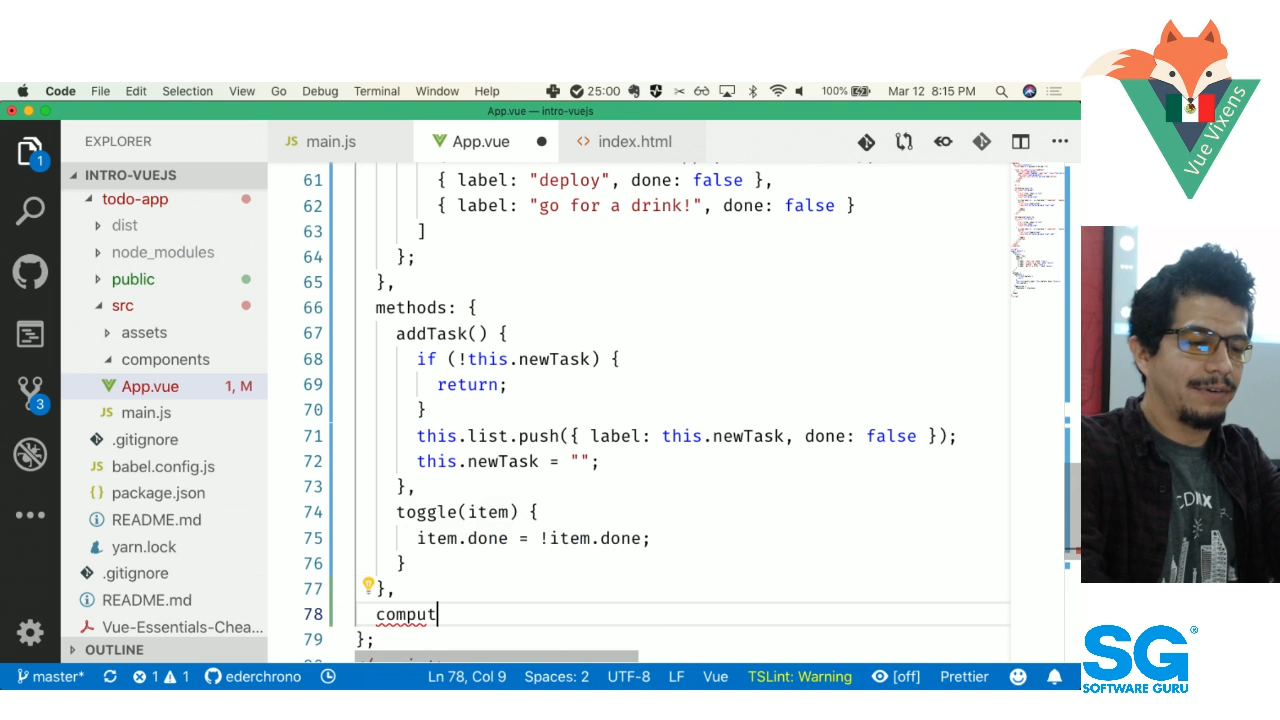 Code File Edit Selection View Go Debug Terminal Window Help 25:00 100% Mar 12 8:15 PM
App.vue — intro-vuejs
EXPLORER
JS main.js
App.vue
<> index.html
INTRO-VUEJS
todo-app
dist
node_modules
public
src
assets
components
App.vue 1, M
JS main.js
.gitignore
JS babel.config.js
{} package.json
README.md
yarn.lock
.gitignore
README.md
Vue-Essentials-Chea...
OUTLINE
1
3
61 { label: "deploy", done: false },
62 { label: "go for a drink!", done: false }
63 ]
64 };
65 },
66 methods: {
67 addTask() {
68 if (!this.newTask) {
69 return;
70 }
71 this.list.push({ label: this.newTask, done: false });
72 this.newTask = "";
73 },
74 toggle(item) {
75 item.done = !item.done;
76 }
77 },
78 comput
79 };
master* 1 1 ederchrono Ln 78, Col 9 Spaces: 2 UTF-8 LF Vue TSLint: Warning [off] Prettier
Vue Vixens
CDMX
SG®
SOFTWARE GURU